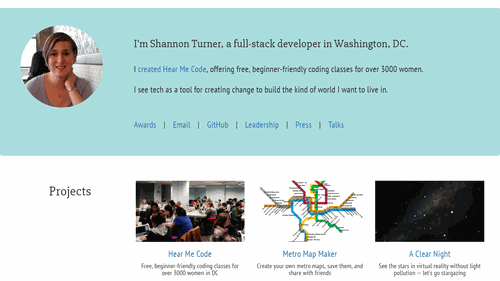 I'm Shannon Turner, a full-stack developer in Washington, DC.
I created Hear Me Code, offering free, beginner-friendly coding classes for over 3000 women.
I see tech as a tool for creating change to build the kind of world I want to live in.
Awards | Email | GitHub | Leadership | Press | Talks
Projects
Hear Me Code
Metro Map Maker
A Clear Night
Free, beginner-friendly coding classes for
over 3000 women in DC
Create your own metro maps, save them, and
share with friends
See the stars in virtual reality without light
pollution — let's go stargazing